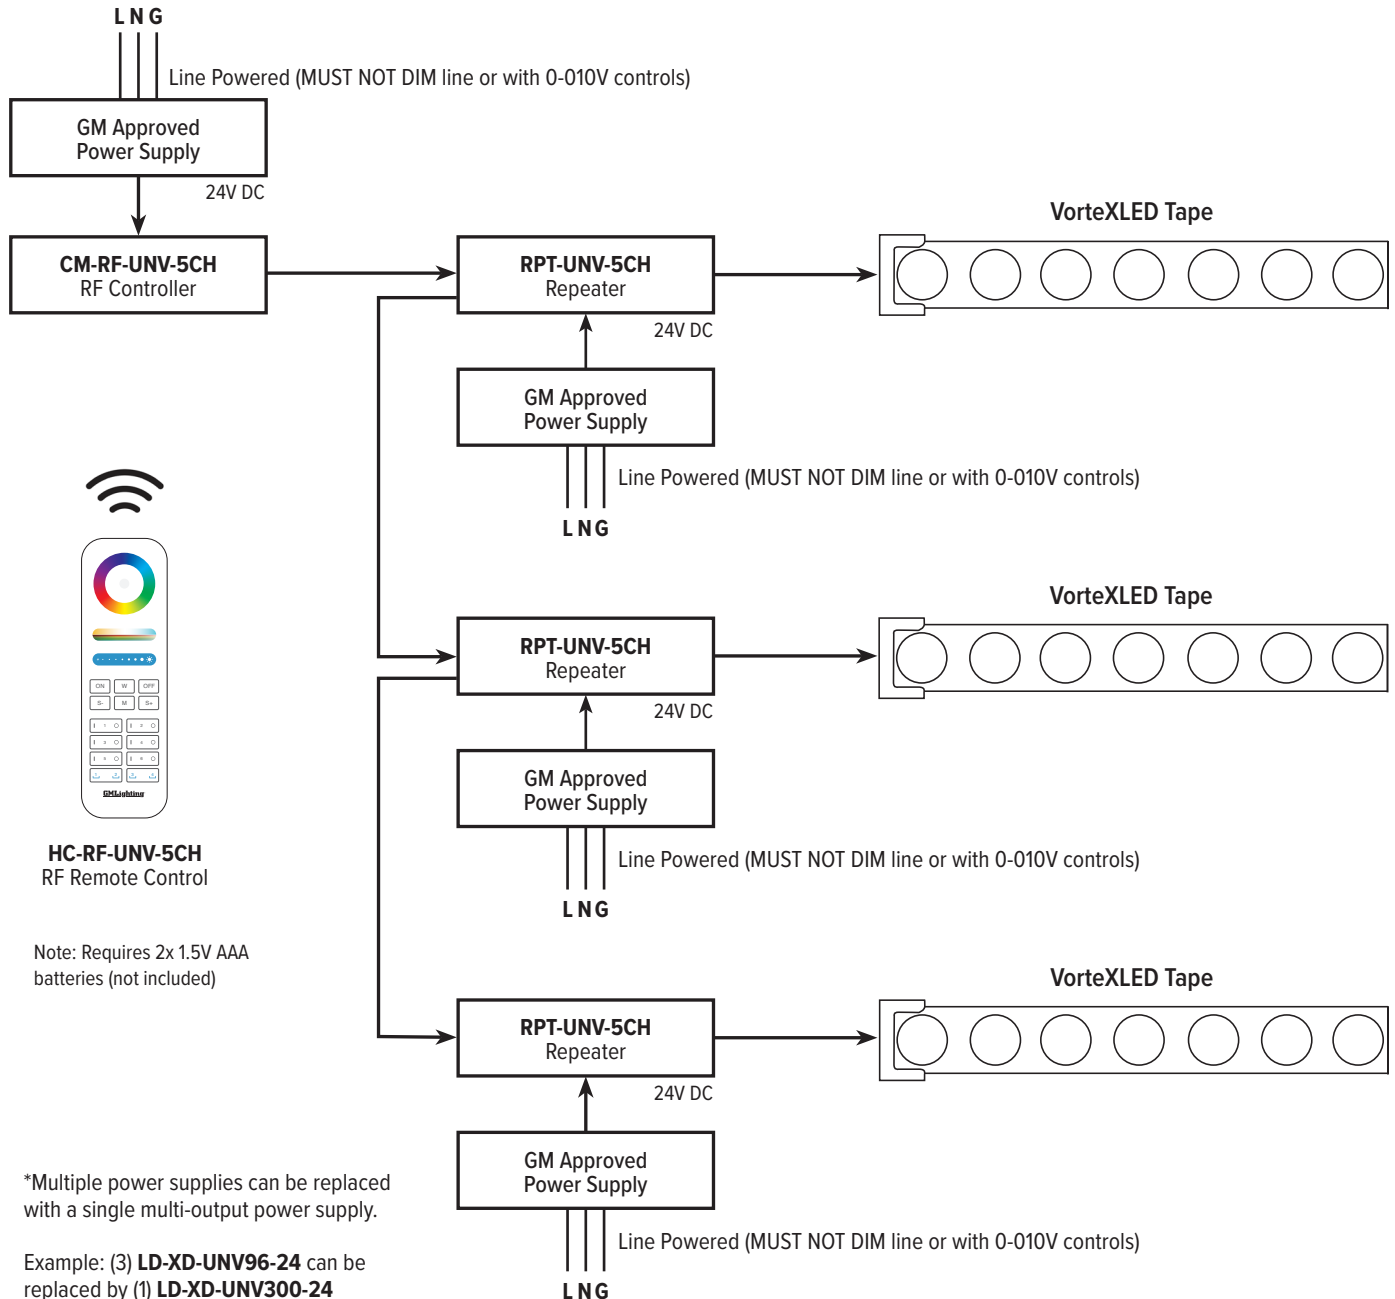 L N G
Line Powered (MUST NOT DIM line or with 0-010V controls)
GM Approved
Power Supply
24V DC
CM-RF-UNV-5CH
RF Controller
RPT-UNV-5CH
Repeater
24V DC
VorteXLED Tape
GM Approved
Power Supply
Line Powered (MUST NOT DIM line or with 0-010V controls)
L N G
RPT-UNV-5CH
Repeater
24V DC
VorteXLED Tape
GM Approved
Power Supply
Line Powered (MUST NOT DIM line or with 0-010V controls)
L N G
ON W OFF
S- M S+
GMLighting
HC-RF-UNV-5CH
RF Remote Control
Note: Requires 2x 1.5V AAA
batteries (not included)
RPT-UNV-5CH
Repeater
24V DC
VorteXLED Tape
GM Approved
Power Supply
Line Powered (MUST NOT DIM line or with 0-010V controls)
L N G
*Multiple power supplies can be replaced
with a single multi-output power supply.
Example: (3) LD-XD-UNV96-24 can be
replaced by (1) LD-XD-UNV300-24